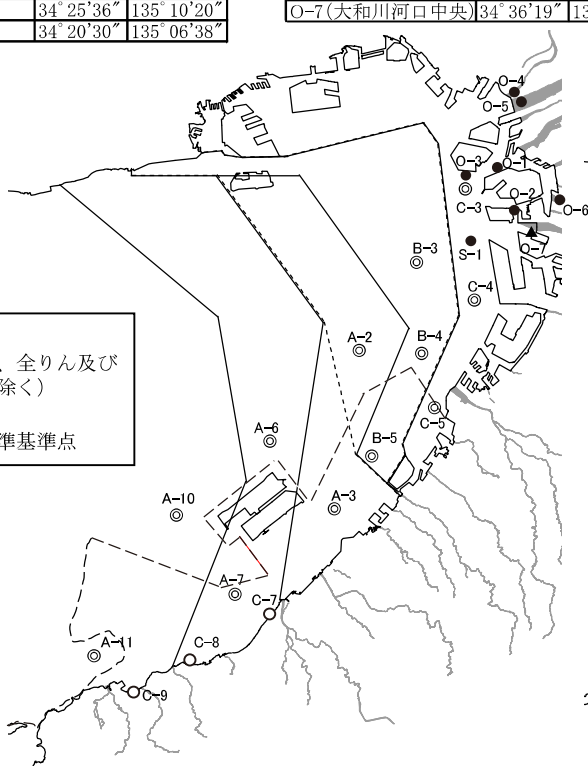 34°25′36″ 135°10′20″
34°20′30″ 135°06′38″
O-7(大和川河口中央) 34°36′19″
O-4
O-5
O-1
O-3
O-2
C-3
O-6
O-7
S-1
B-3
C-4
A-2
B-4
、全りん及び
除く）
準基準点
C-5
A-6
B-5
A-10
A-3
A-7
C-7
A-11
C-8
C-9